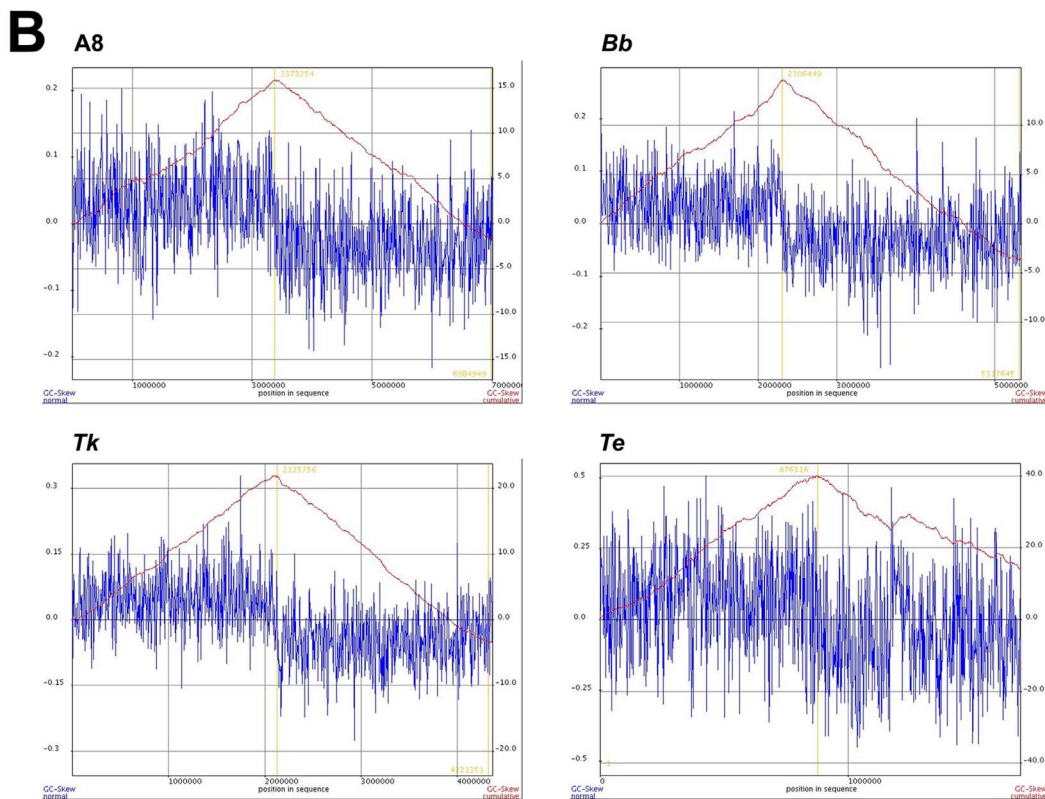 B
A8
Bb
3373254
2306449
0.2
0.1
0.0
-0.1
-0.2
15.0
10.0
5.0
0.0
-5.0
-10.0
-15.0
6984949
1000000
3000000
5000000
7000000
GC-Skew
normal
position in sequence
GC-Skew
cumulative
0.2
0.1
0.0
-0.1
-0.2
10.0
5.0
0.0
-5.0
-10.0
5317645
1000000
2000000
3000000
5000000
GC-Skew
normal
position in sequence
GC-Skew
cumulative
Tk
Te
2125756
876116
0.3
0.15
0.0
-0.15
-0.3
20.0
10.0
0.0
-10.0
-20.0
1000000
2000000
3000000
4000000
GC-Skew
normal
position in sequence
GC-Skew
cumulative
0.5
0.25
0.0
-0.25
-0.5
40.0
20.0
0.0
-20.0
-40.0
1
0
1000000
GC-Skew
normal
position in sequence
GC-Skew
cumulative